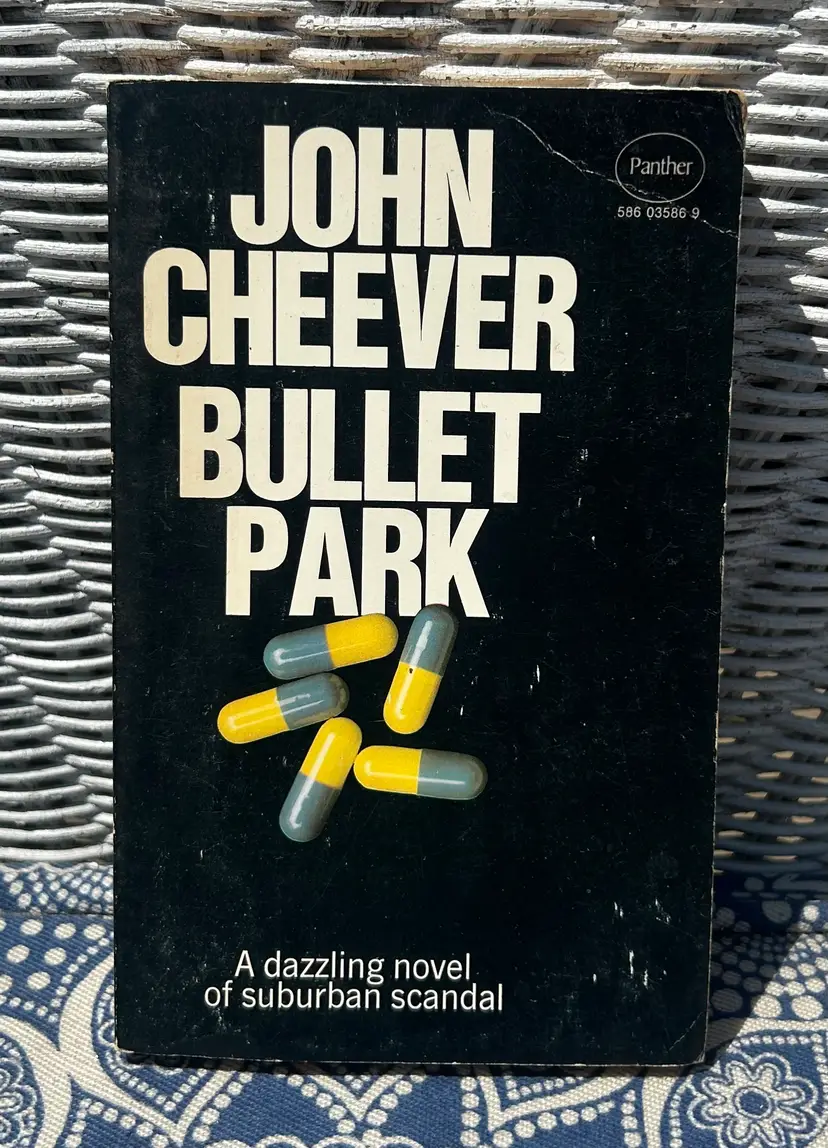 JOHN
CHEEVER
BULLET
PARK
Panther
586 03586 9
A dazzling novel
of suburban scandal